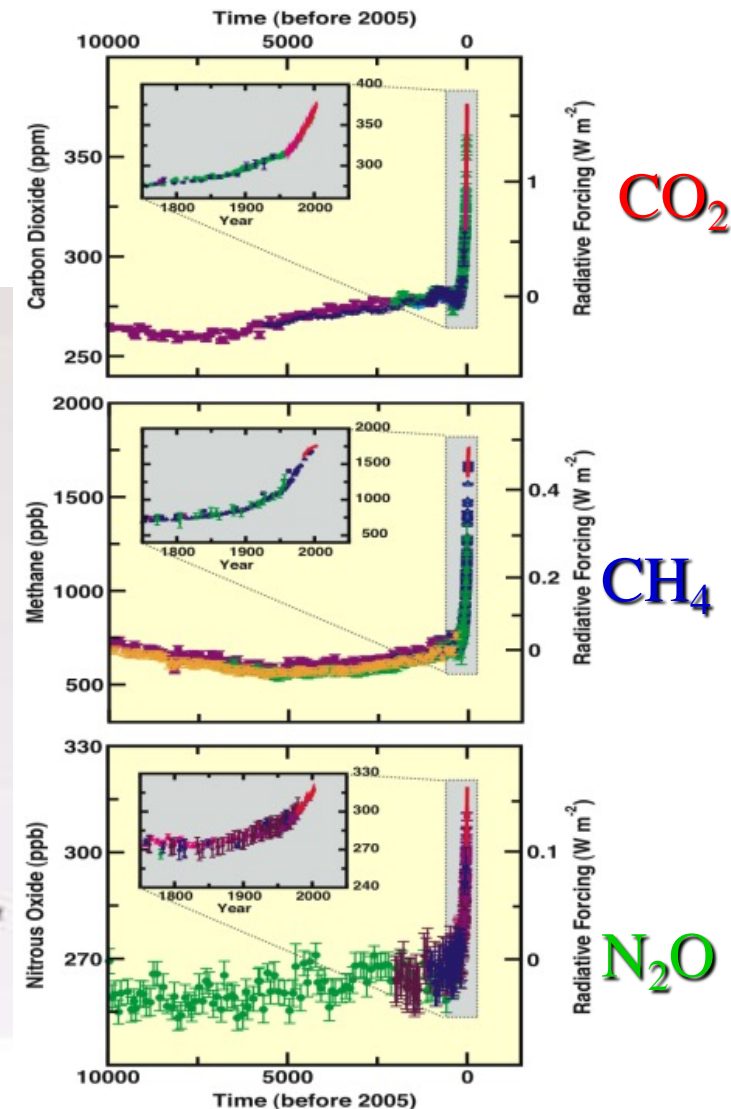 Time (before 2005)
10000 5000 0
Carbon Dioxide (ppm)
350
300
250
400
350
300
1800 1900 2000
Year
1
0
Radiative Forcing (W m-2)
CO2
Methane (ppb)
2000
1500
1000
500
2000
1500
1000
500
1800 1900 2000
Year
0.4
0.2
0
Radiative Forcing (W m-2)
CH4
Nitrous Oxide (ppb)
330
300
270
330
300
270
240
1800 1900 2000
Year
0.1
0
Radiative Forcing (W m-2)
N2O
10000 5000 0
Time (before 2005)